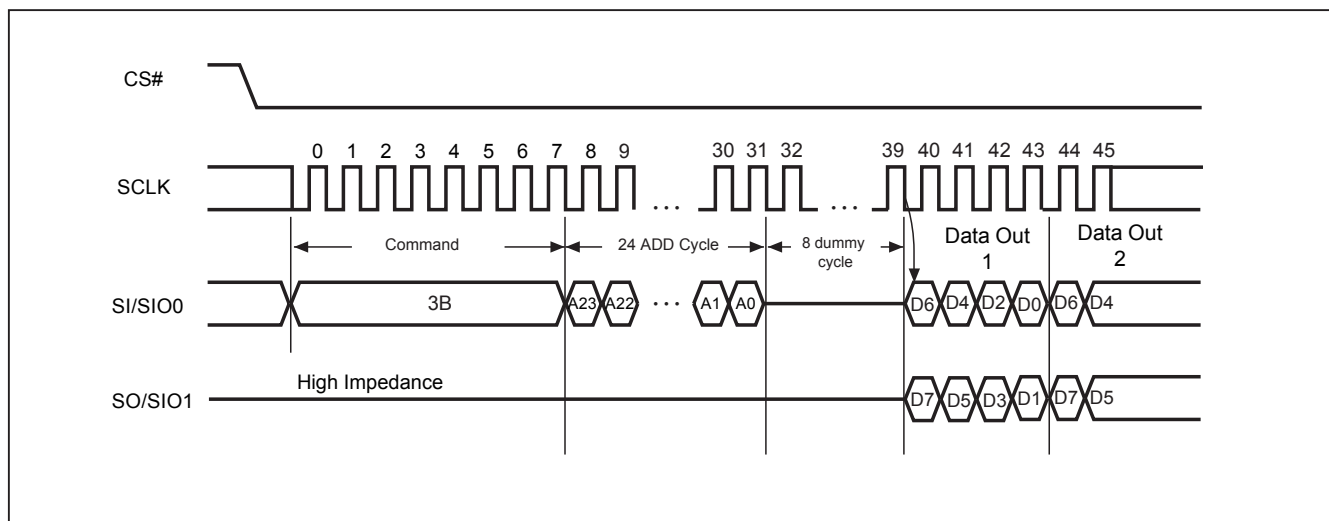 CS#
0 1 2 3 4 5 6 7 8 9 30 31 32 39 40 41 42 43 44 45
SCLK
... ...
Command 24 ADD Cycle 8 dummy cycle Data Out 1 Data Out 2
SI/SIO0 3B A23 A22 ... A1 A0 D6 D4 D2 D0 D6 D4
High Impedance
SO/SIO1 D7 D5 D3 D1 D7 D5